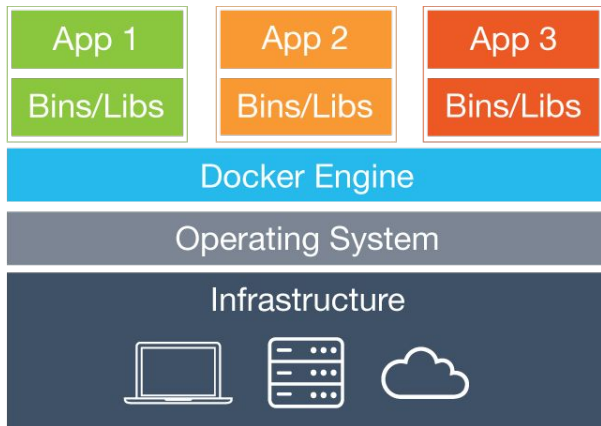 App 1
App 2
App 3
Bins/Libs
Bins/Libs
Bins/Libs
Docker Engine
Operating System
Infrastructure